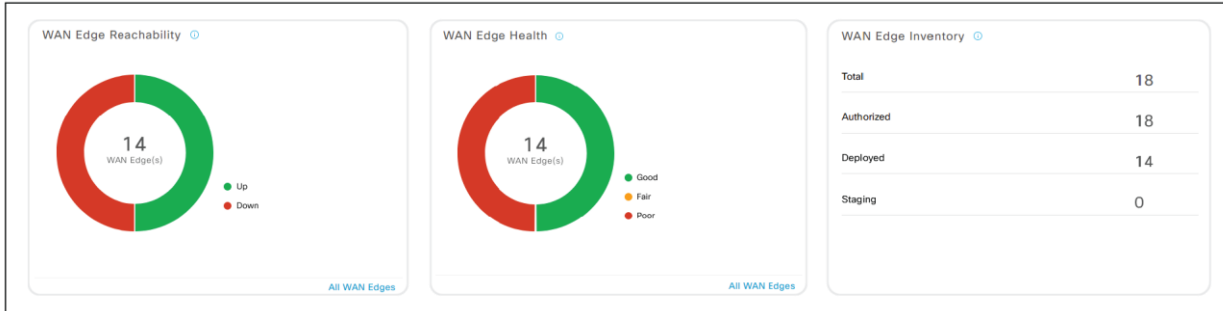 WAN Edge Reachability
14
WAN Edge(s)
Up
Down
All WAN Edges
WAN Edge Health
14
WAN Edge(s)
Good
Fair
Poor
All WAN Edges
WAN Edge Inventory
Total 18
Authorized 18
Deployed 14
Staging 0